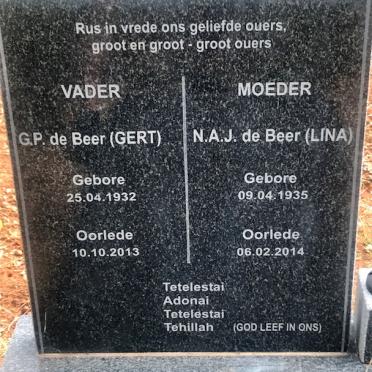 Rus in vrede ons geliefde ouers,
groot en groot - groot ouers
VADER
G.P. de Beer (GERT)
Gebore
25.04.1932
Oorlede
10.10.2013
MOEDER
N.A.J. de Beer (LINA)
Gebore
09.04.1935
Oorlede
06.02.2014
Tetelestai
Adonai
Tetelestai
Tehillah (GOD LEEF IN ONS)